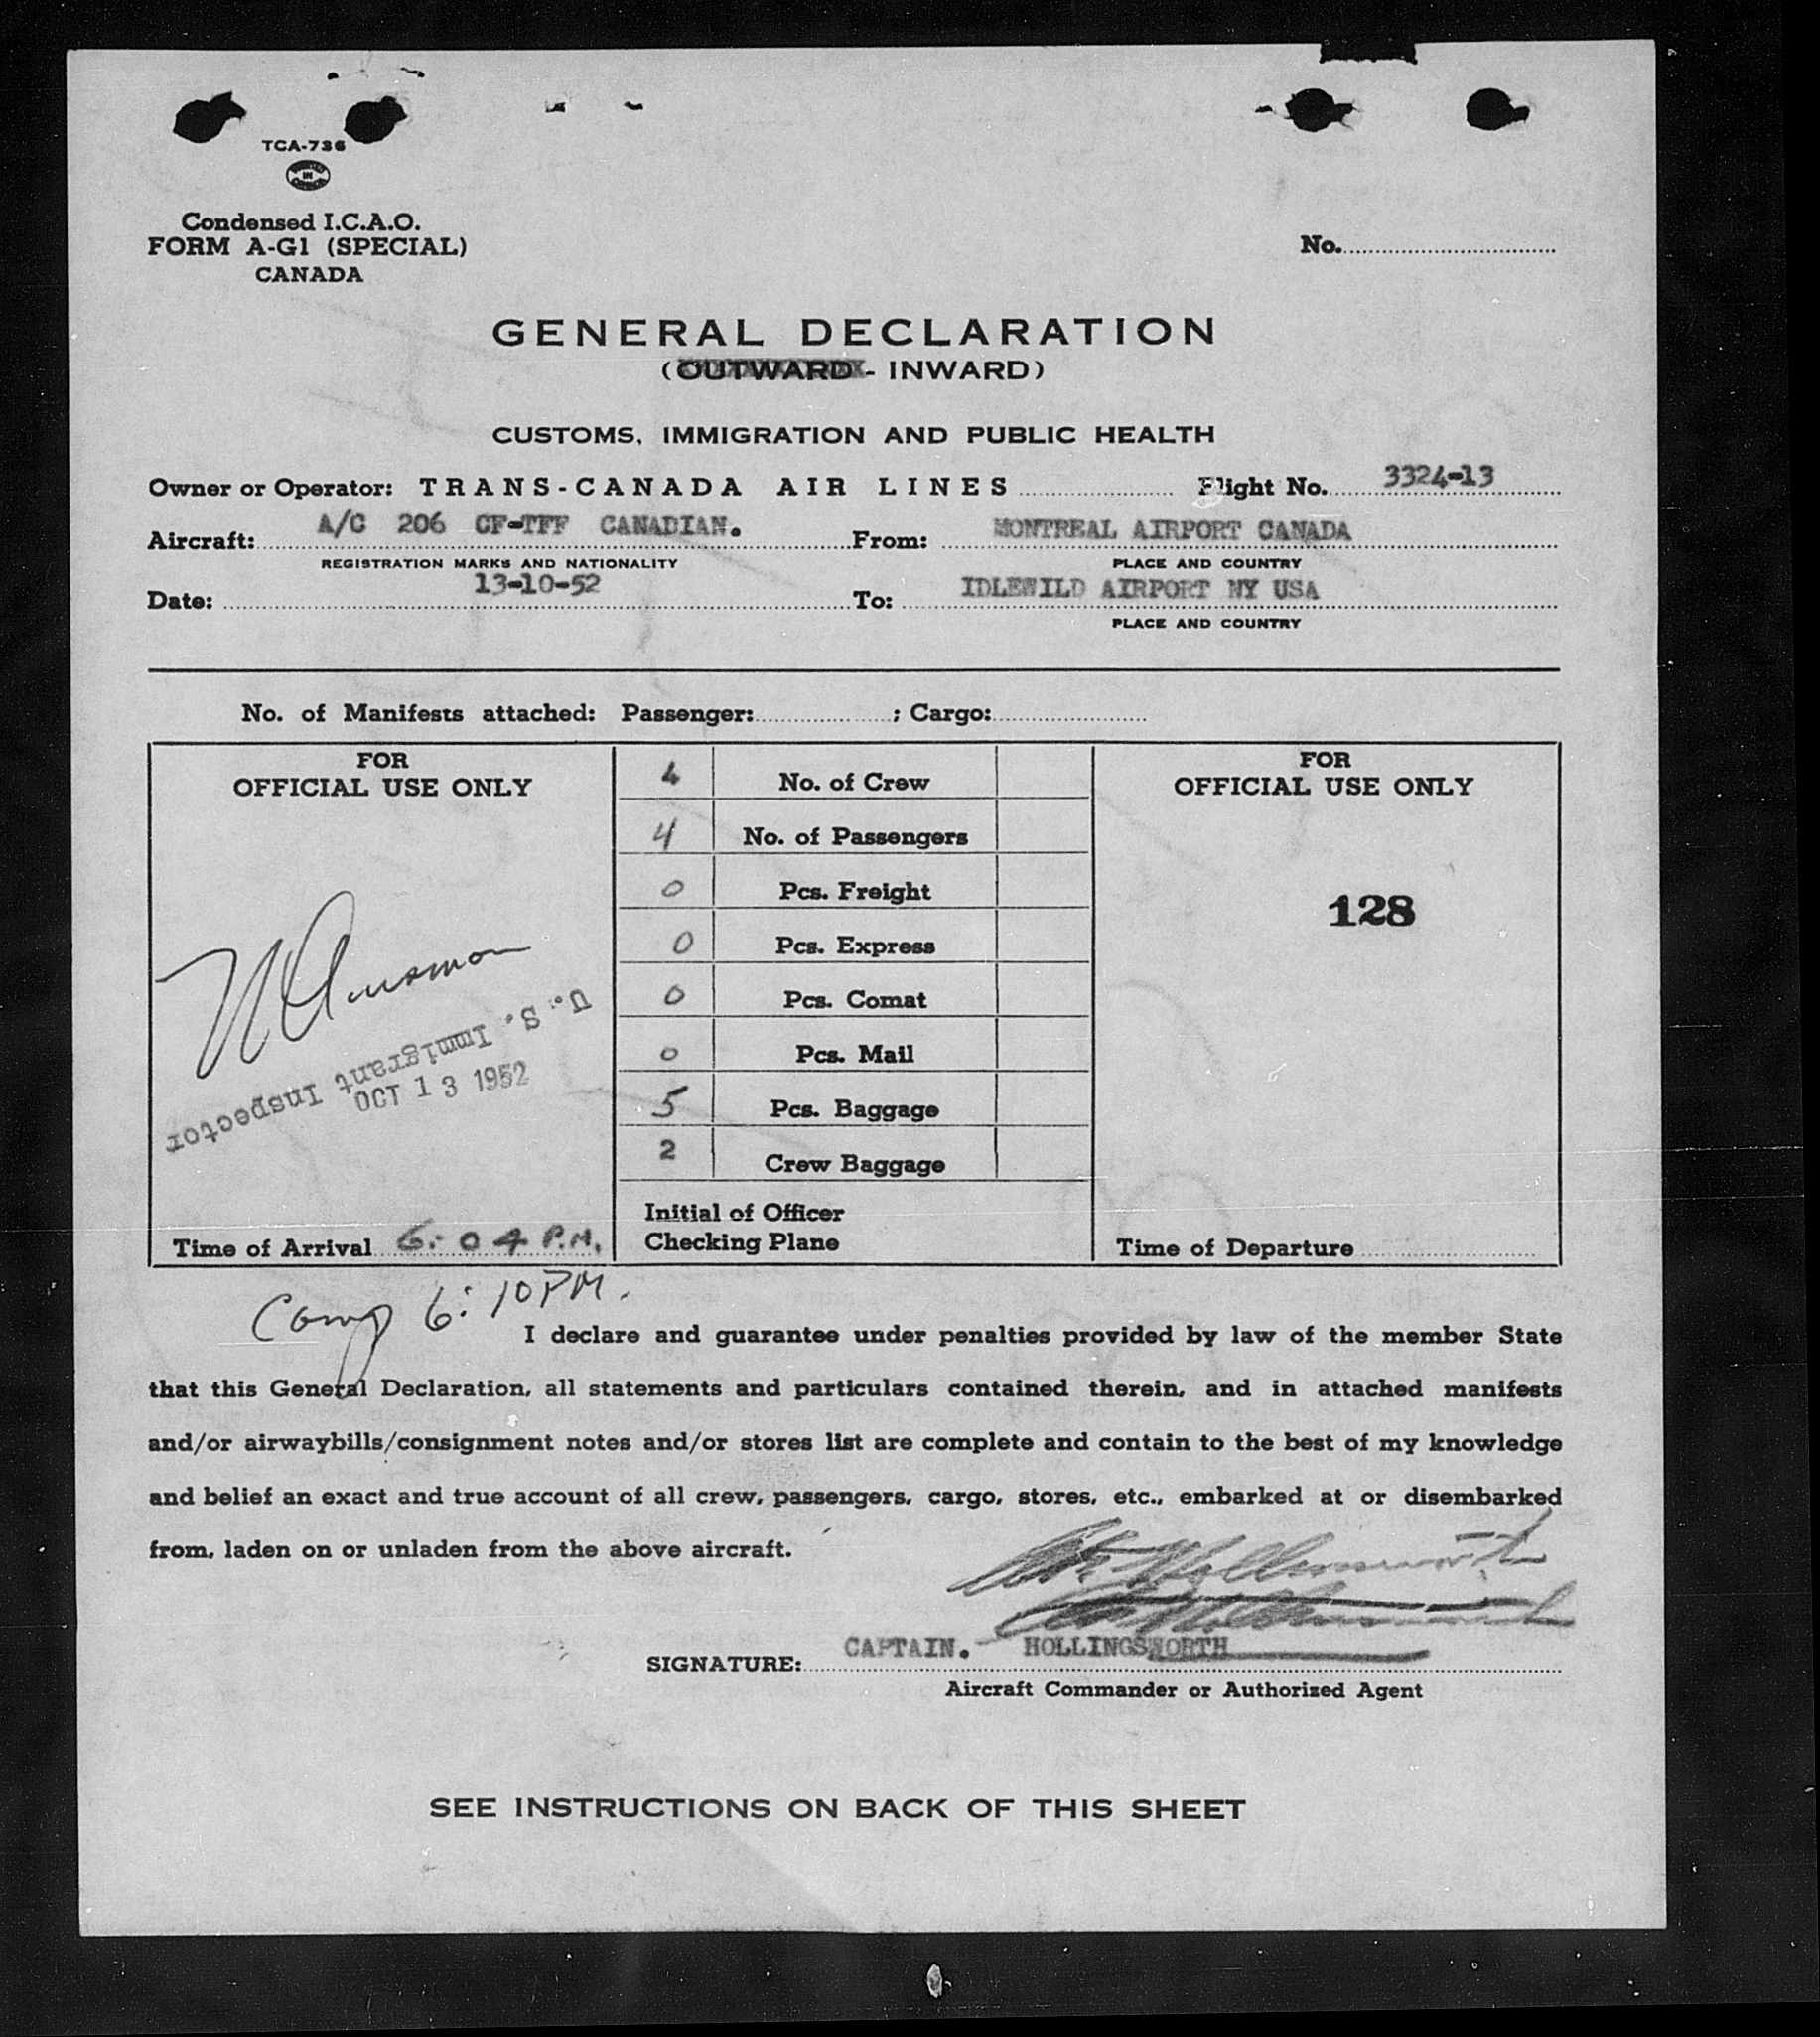 TCA-736
Condensed I.C.A.O.
FORM A-G1 (SPECIAL)
CANADA
No.
GENERAL DECLARATION
(OUTWARD - INWARD)
CUSTOMS, IMMIGRATION AND PUBLIC HEALTH
Owner or Operator: TRANS-CANADA AIR LINES Flight No. 3324-13
Aircraft: A/C 206 CF-TFF CANADIAN. From: MONTREAL AIRPORT CANADA
REGISTRATION MARKS AND NATIONALITY PLACE AND COUNTRY
Date: 13-10-52 To: IDLEWILD AIRPORT NY USA
PLACE AND COUNTRY
No. of Manifests attached: Passenger: ; Cargo:
FOR
OFFICIAL USE ONLY
U. S. Immigrant Inspector
OCT 13 1952
Time of Arrival 6:04 P.M.
4 No. of Crew
4 No. of Passengers
0 Pcs. Freight
0 Pcs. Express
0 Pcs. Comat
0 Pcs. Mail
5 Pcs. Baggage
2 Crew Baggage
Initial of Officer
Checking Plane
FOR
OFFICIAL USE ONLY
128
Time of Departure
Comp 6:10 PM.
I declare and guarantee under penalties provided by law of the member State
that this General Declaration, all statements and particulars contained therein, and in attached manifests
and/or airwaybills/consignment notes and/or stores list are complete and contain to the best of my knowledge
and belief an exact and true account of all crew, passengers, cargo, stores, etc., embarked at or disembarked
from, laden on or unladen from the above aircraft.
SIGNATURE: CAPTAIN. HOLLINGSWORTH
Aircraft Commander or Authorized Agent
SEE INSTRUCTIONS ON BACK OF THIS SHEET